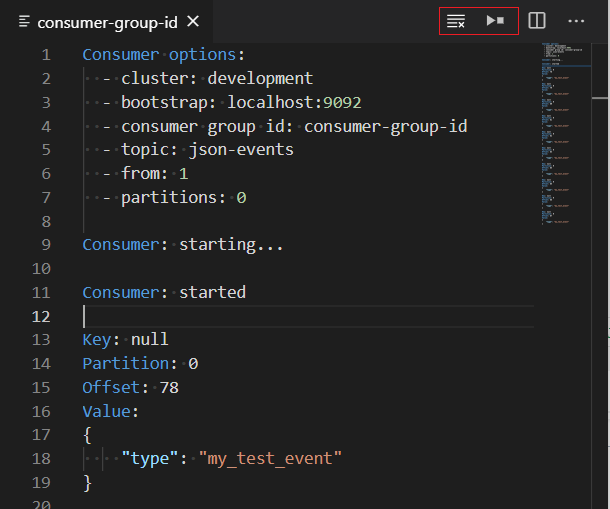 consumer-group-id
1 Consumer options:
2 - cluster: development
3 - bootstrap: localhost:9092
4 - consumer group id: consumer-group-id
5 - topic: json-events
6 - from: 1
7 - partitions: 0
8
9 Consumer: starting...
10
11 Consumer: started
12
13 Key: null
14 Partition: 0
15 Offset: 78
16 Value:
17 {
18 "type": "my_test_event"
19 }
20